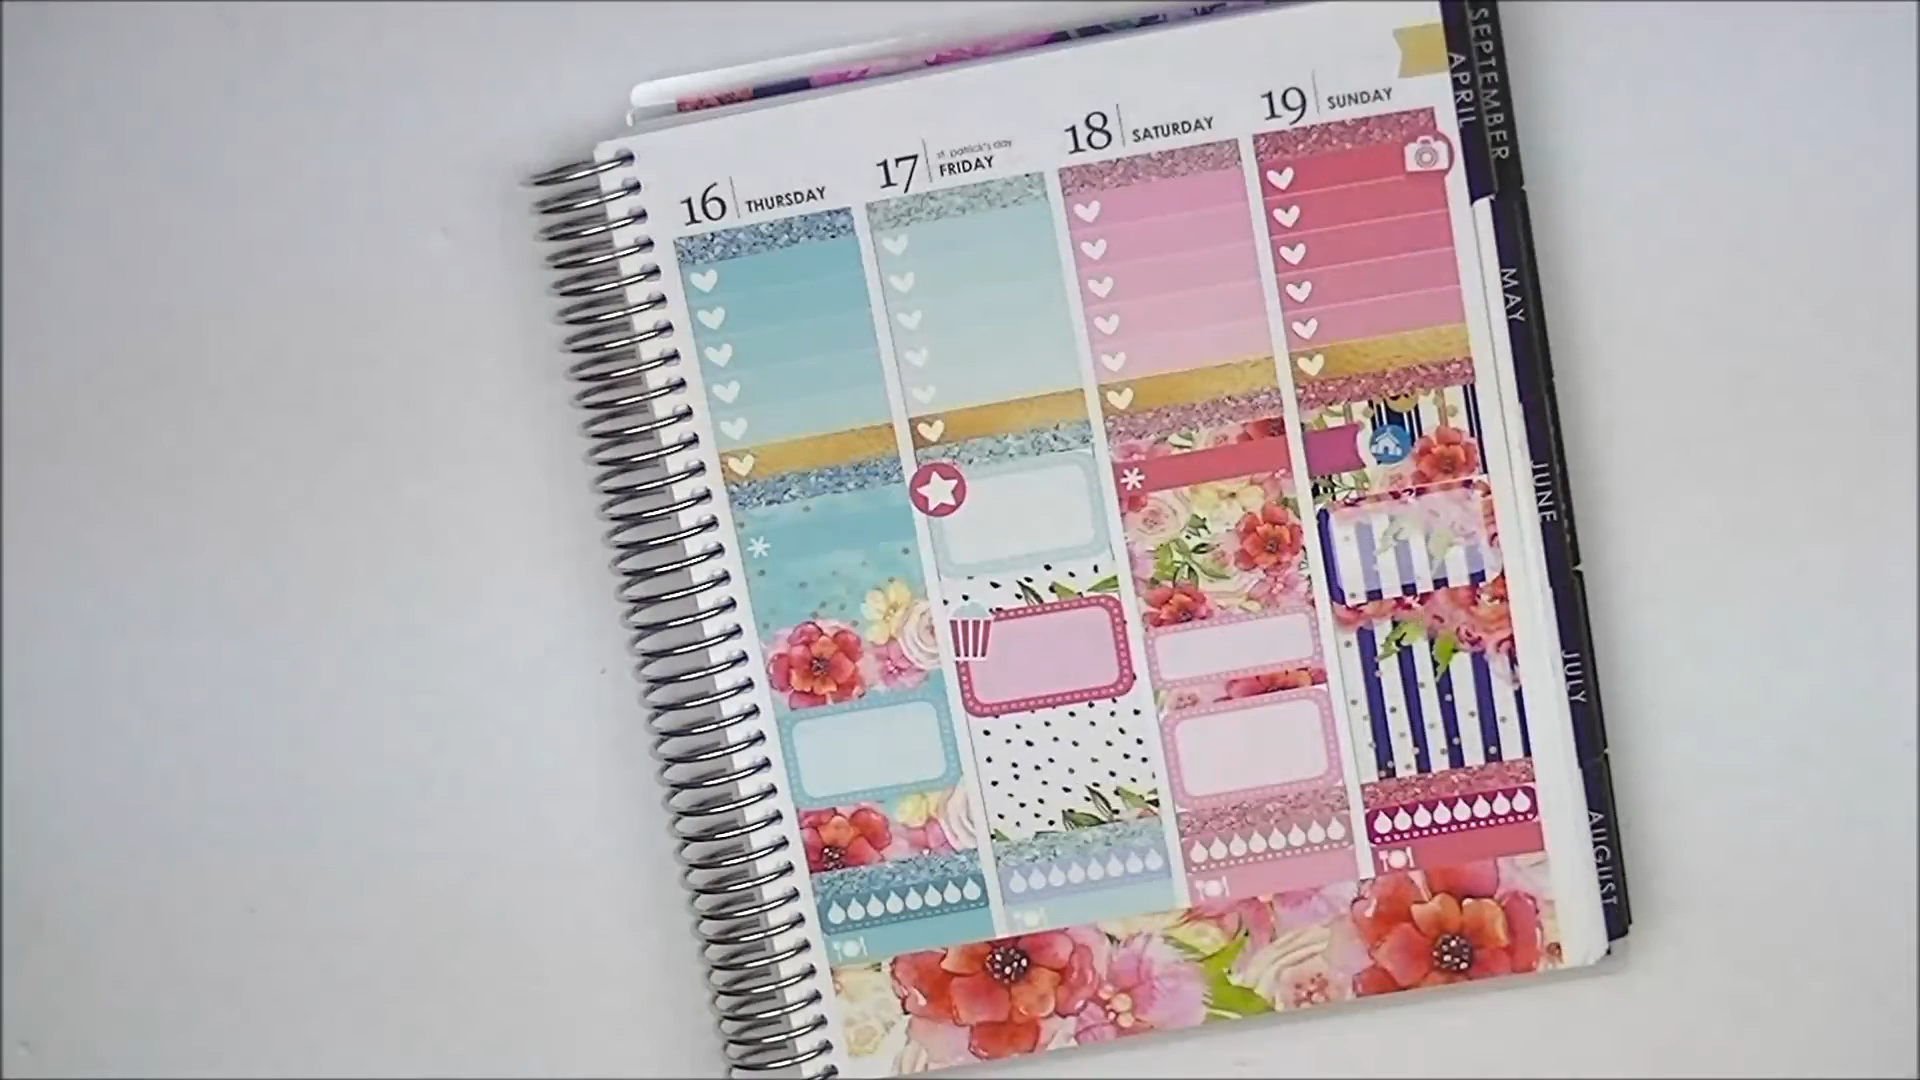 16 THURSDAY
17 st. patrick's day
FRIDAY
18 SATURDAY
19 SUNDAY
SEPTEMBER
APRIL
MAY
JUNE
JULY
AUGUST